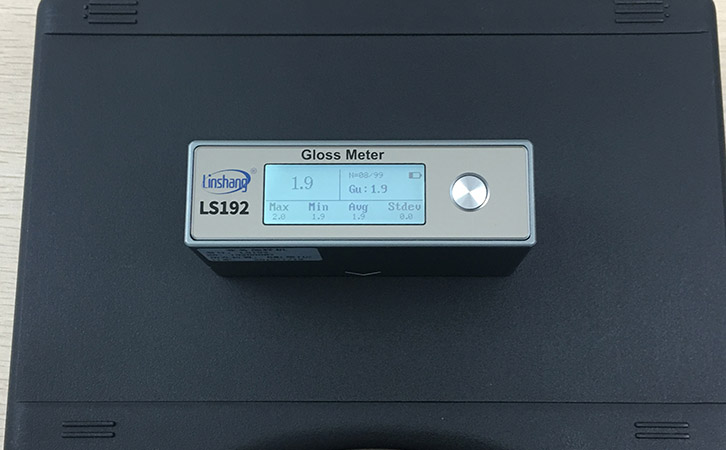 Gloss Meter
Linshang®
LS192
1.9
N=08/99
Gu: 1.9
Max Min Avg Stdev
2.0 1.9 1.9 0.0